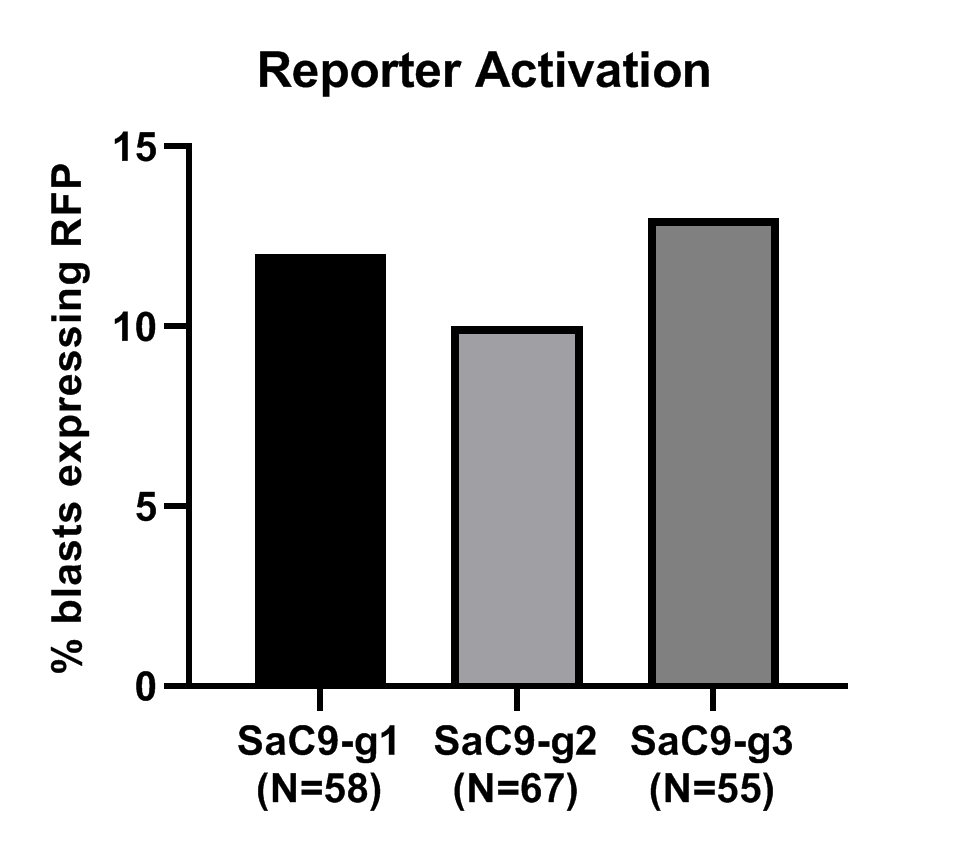 Reporter Activation
% blasts expressing RFP
15
10
5
0
SaC9-g1 SaC9-g2 SaC9-g3
(N=58) (N=67) (N=55)